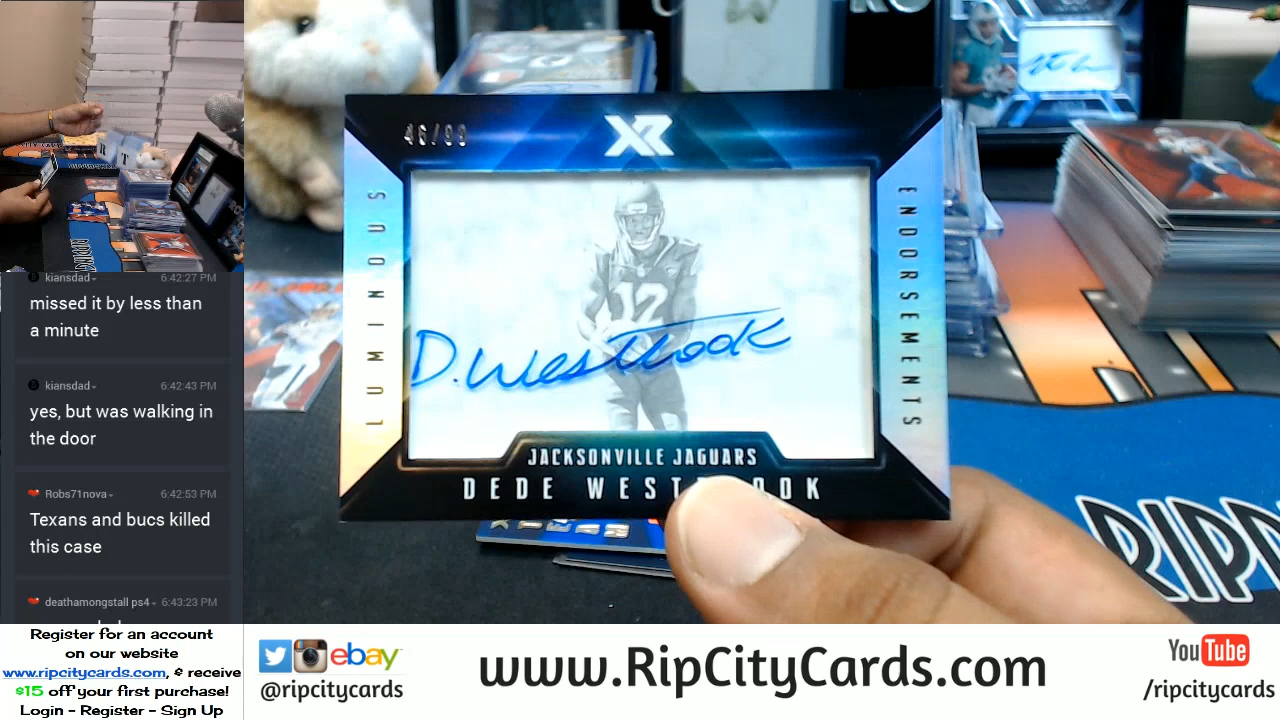 46/99
XR
LUMINOUS
ENDORSEMENTS
D. Westbrook
JACKSONVILLE JAGUARS
DEDE WEST OOK
12
kiansdad 6:42:27 PM
missed it by less than
a minute
kiansdad 6:42:43 PM
yes, but was walking in
the door
Robs71nova 6:42:53 PM
Texans and bucs killed
this case
deathamongstall ps4 6:43:23 PM
Register for an account
on our website
www.ripcitycards.com, & receive
$15 off your first purchase!
Login - Register - Sign Up
ebay
@ripcitycards
www.RipCityCards.com
YouTube
/ripcitycards
RIPP